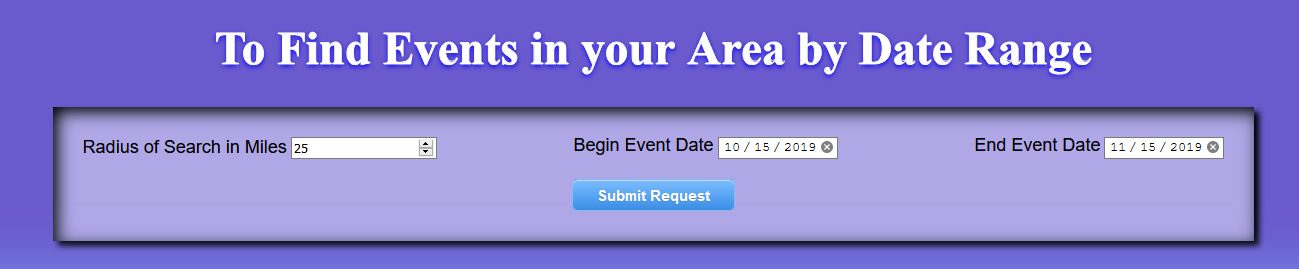 To Find Events in your Area by Date Range
Radius of Search in Miles 25 Begin Event Date 10 / 15 / 2019 End Event Date 11 / 15 / 2019
Submit Request